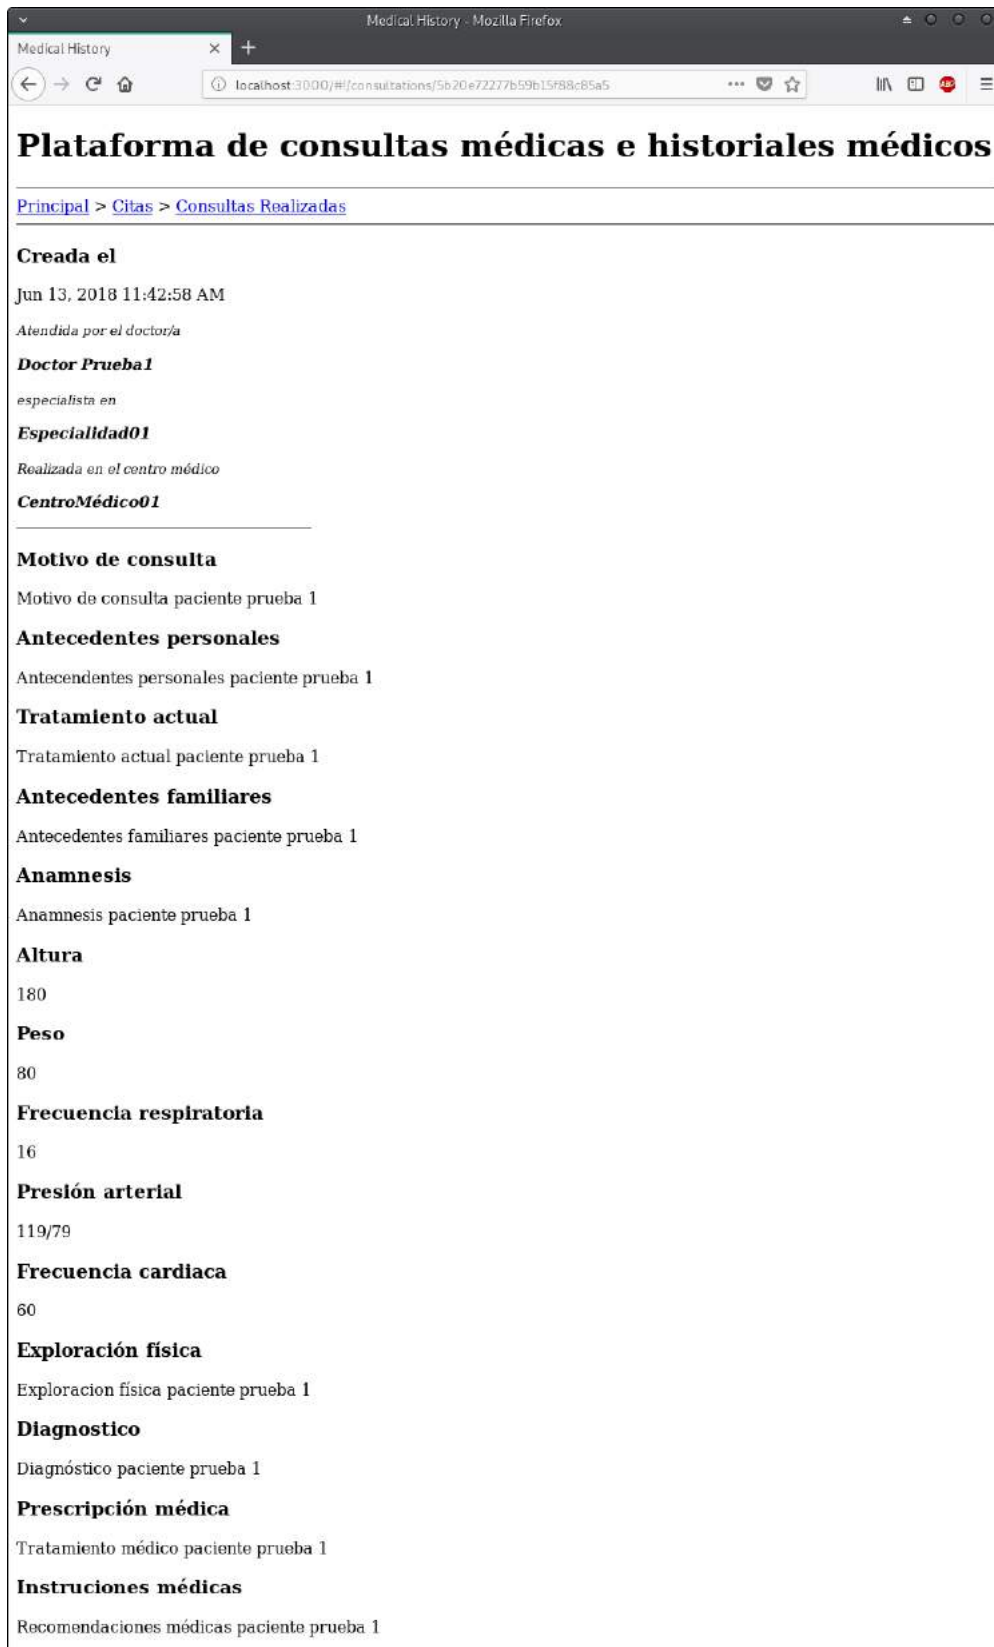 Medical History - Mozilla Firefox
Medical History
localhost:3000/#!/consultations/5b20e72277b59b15f88c85a5
ABP
Plataforma de consultas médicas e historiales médicos
Principal > Citas > Consultas Realizadas
Creada el
Jun 13, 2018 11:42:58 AM
Atendida por el doctor/a
Doctor Prueba1
especialista en
Especialidad01
Realizada en el centro médico
CentroMédico01
Motivo de consulta
Motivo de consulta paciente prueba 1
Antecedentes personales
Antecendentes personales paciente prueba 1
Tratamiento actual
Tratamiento actual paciente prueba 1
Antecedentes familiares
Antecedentes familiares paciente prueba 1
Anamnesis
Anamnesis paciente prueba 1
Altura
180
Peso
80
Frecuencia respiratoria
16
Presión arterial
119/79
Frecuencia cardiaca
60
Exploración física
Exploracion física paciente prueba 1
Diagnostico
Diagnóstico paciente prueba 1
Prescripción médica
Tratamiento médico paciente prueba 1
Instruciones médicas
Recomendaciones médicas paciente prueba 1